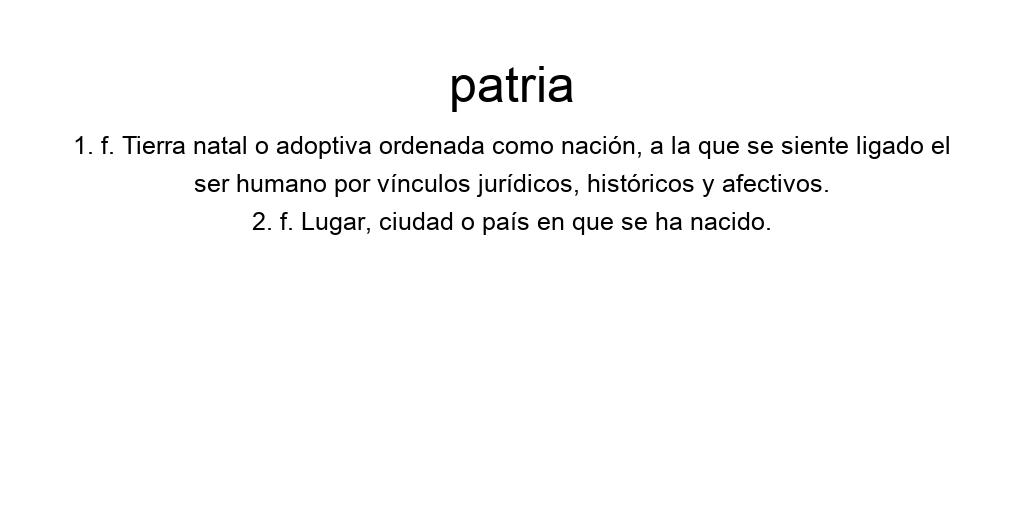 patria
1. f. Tierra natal o adoptiva ordenada como nación, a la que se siente ligado el
ser humano por vínculos jurídicos, históricos y afectivos.
2. f. Lugar, ciudad o país en que se ha nacido.